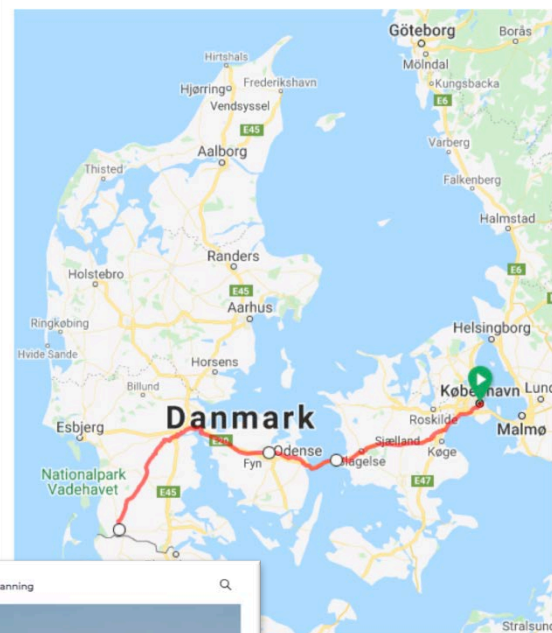 Göteborg
Borås
Hirtshals
Mölndal
Hjørring
Frederikshavn
Kungsbacka
E6
Vendsyssel
E45
Varberg
Aalborg
Thisted
Falkenberg
Halmstad
Randers
Holstebro
E6
E45
Aarhus
Ringkøbing
Helsingborg
Hvide Sande
Horsens
Billund
København
Lund
Danmark
Roskilde
Malmø
Esbjerg
E20
Odense
Sjælland
Køge
Fyn
Slagelse
Nationalpark
Vadehavet
E45
E47
anning
Stralsund